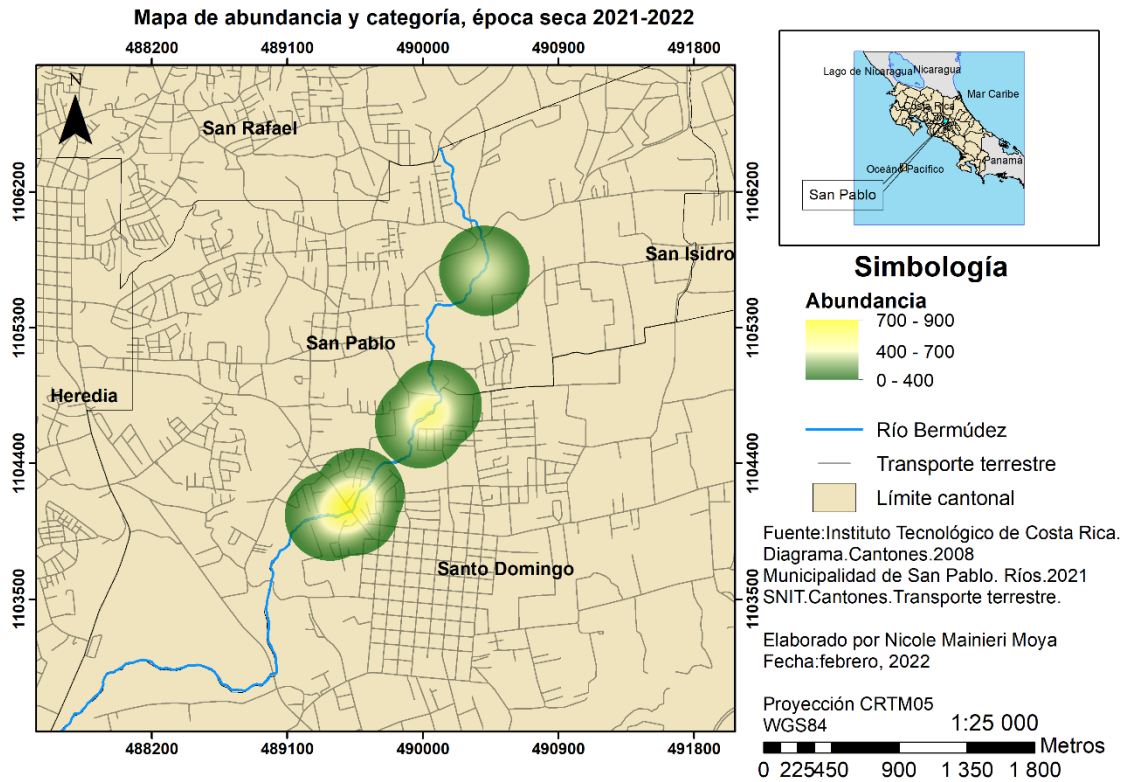 Mapa de abundancia y categoría, época seca 2021-2022
488200 489100 490000 490900 491800
N
San Rafael
San Isidro
San Pablo
Heredia
Santo Domingo
1106200
1105300
1104400
1103500
1106200
1105300
1104400
1103500
488200 489100 490000 490900 491800
Lago de Nicaragua
Nicaragua
Mar Caribe
Costa Rica
Océano Pacífico
Panamá
San Pablo
Simbología
Abundancia
700 - 900
400 - 700
0 - 400
Río Bermúdez
Transporte terrestre
Límite cantonal
Fuente:Instituto Tecnológico de Costa Rica.
Diagrama.Cantones.2008
Municipalidad de San Pablo. Ríos.2021
SNIT.Cantones.Transporte terrestre.
Elaborado por Nicole Mainieri Moya
Fecha:febrero, 2022
Proyección CRTM05
WGS84 1:25 000
Metros
0 225450 900 1 350 1 800